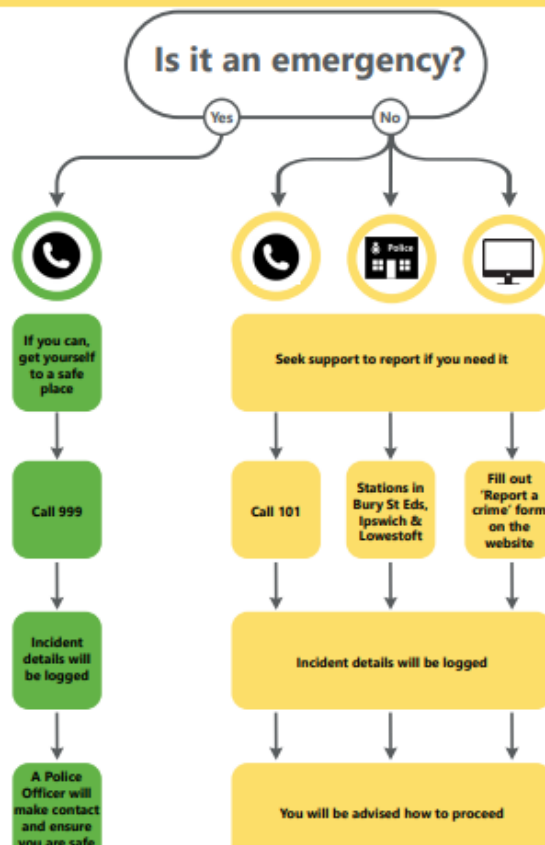 Is it an emergency?
Yes
No
Police
If you can,
get yourself
to a safe
place
Seek support to report if you need it
Call 999
Call 101
Stations in
Bury St Eds,
Ipswich &
Lowestoft
Fill out
'Report a
crime' form
on the
website
Incident
details will
be logged
Incident details will be logged
A Police
Officer will
make contact
and ensure
you are safe
You will be advised how to proceed